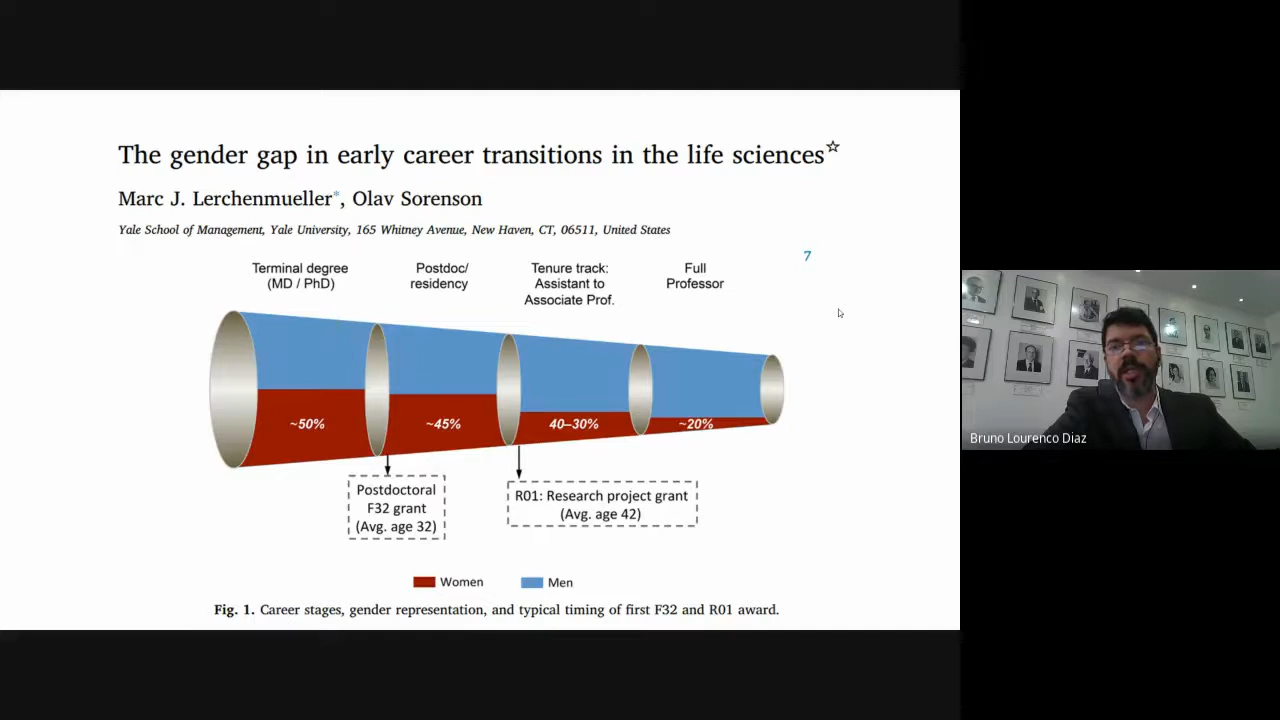 The gender gap in early career transitions in the life sciences☆
Marc J. Lerchenmueller*, Olav Sorenson
Yale School of Management, Yale University, 165 Whitney Avenue, New Haven, CT, 06511, United States
7
Terminal degree
(MD / PhD)
Postdoc/
residency
Tenure track:
Assistant to
Associate Prof.
Full
Professor
~50%
~45%
40–30%
~20%
Postdoctoral
F32 grant
(Avg. age 32)
R01: Research project grant
(Avg. age 42)
Women
Men
Fig. 1. Career stages, gender representation, and typical timing of first F32 and R01 award.
Bruno Lourenco Diaz